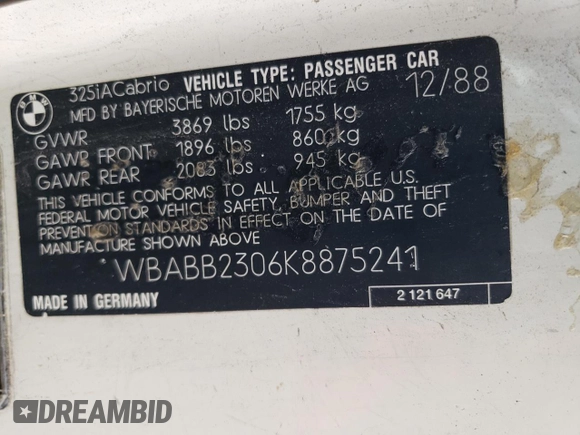 BMW
325iACabrio VEHICLE TYPE: PASSENGER CAR
MFD BY BAYERISCHE MOTOREN WERKE AG 12/88
GVWR 3869 lbs 1755 kg
GAWR FRONT 1896 lbs 860 kg
GAWR REAR 2083 lbs 945 kg
THIS VEHICLE CONFORMS TO ALL APPLICABLE U.S.
FEDERAL MOTOR VEHICLE SAFETY, BUMPER AND THEFT
PREVENTION STANDARDS IN EFFECT ON THE DATE OF
MANUFACTURE SHOWN ABOVE
WBABB2306K8875241
MADE IN GERMANY 2 121 647
DREAMBID